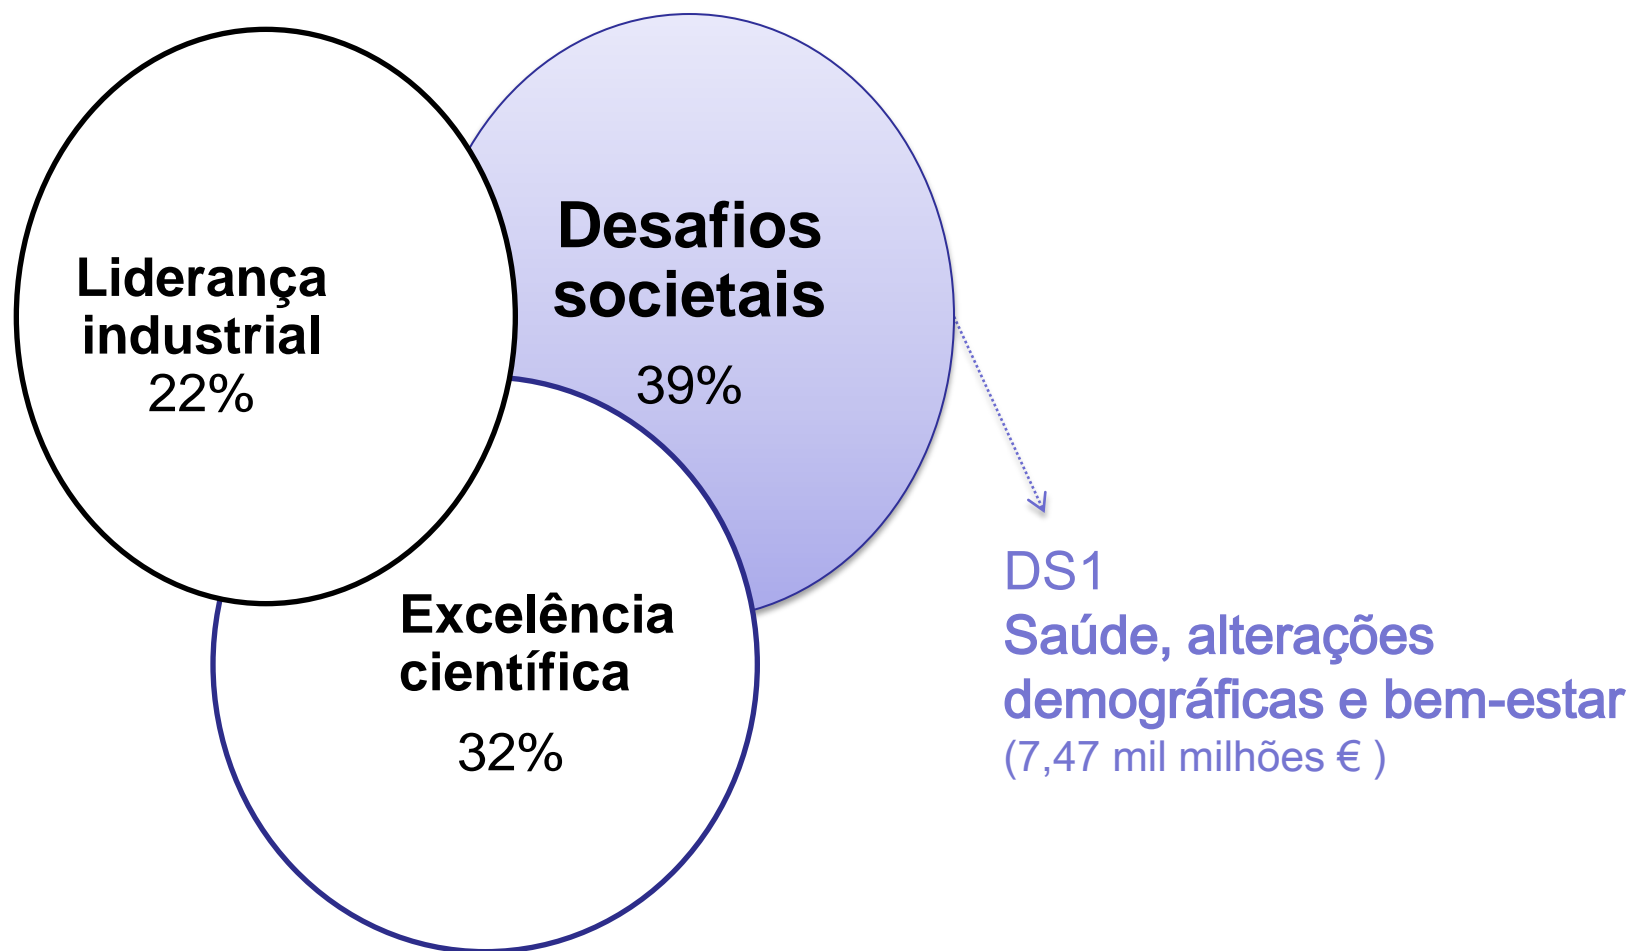 Liderança
industrial
22%
Desafios
societais
39%
Excelência
científica
32%
DS1
Saúde, alterações
demográficas e bem-estar
(7,47 mil milhões € )